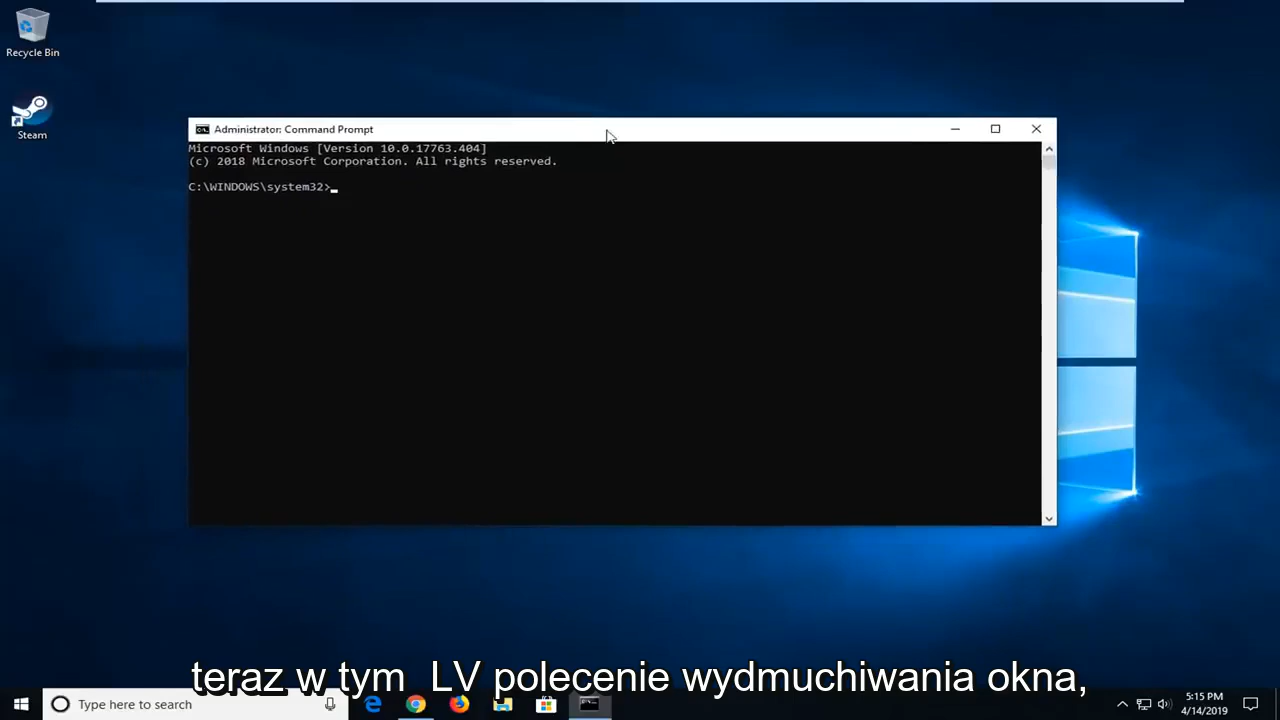 Recycle Bin
Steam
Administrator: Command Prompt
Microsoft Windows [Version 10.0.17763.404]
(c) 2018 Microsoft Corporation. All rights reserved.
C:\WINDOWS\system32>
teraz w tym LV polecenie wydmuchiwania okna,
Type here to search
5:15 PM
4/14/2019